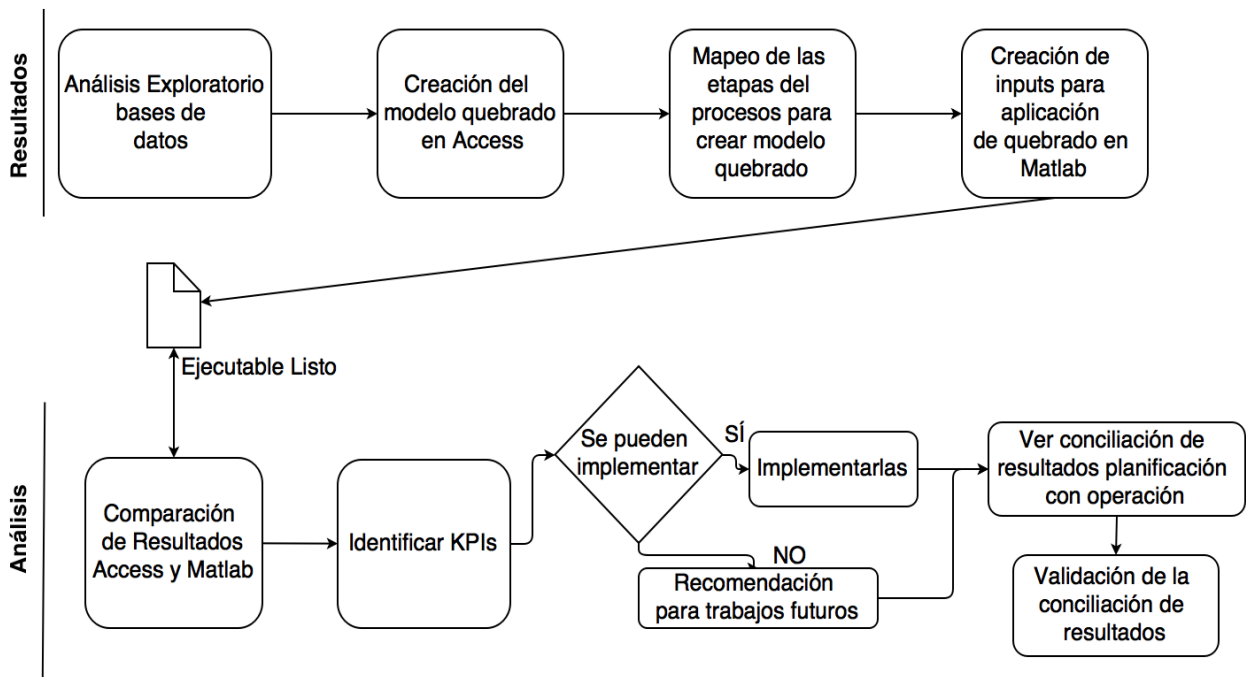 Resultados
Análisis Exploratorio
bases de
datos
Creación del
modelo quebrado
en Access
Mapeo de las
etapas del
procesos para
crear modelo
quebrado
Creación de
inputs para
aplicación
de quebrado en
Matlab
Ejecutable Listo
Análisis
Comparación
de Resultados
Access y Matlab
Identificar KPIs
Se pueden
implementar
SÍ
Implementarlas
NO
Recomendación
para trabajos futuros
Ver conciliación de
resultados planificación
con operación
Validación de la
conciliación de
resultados